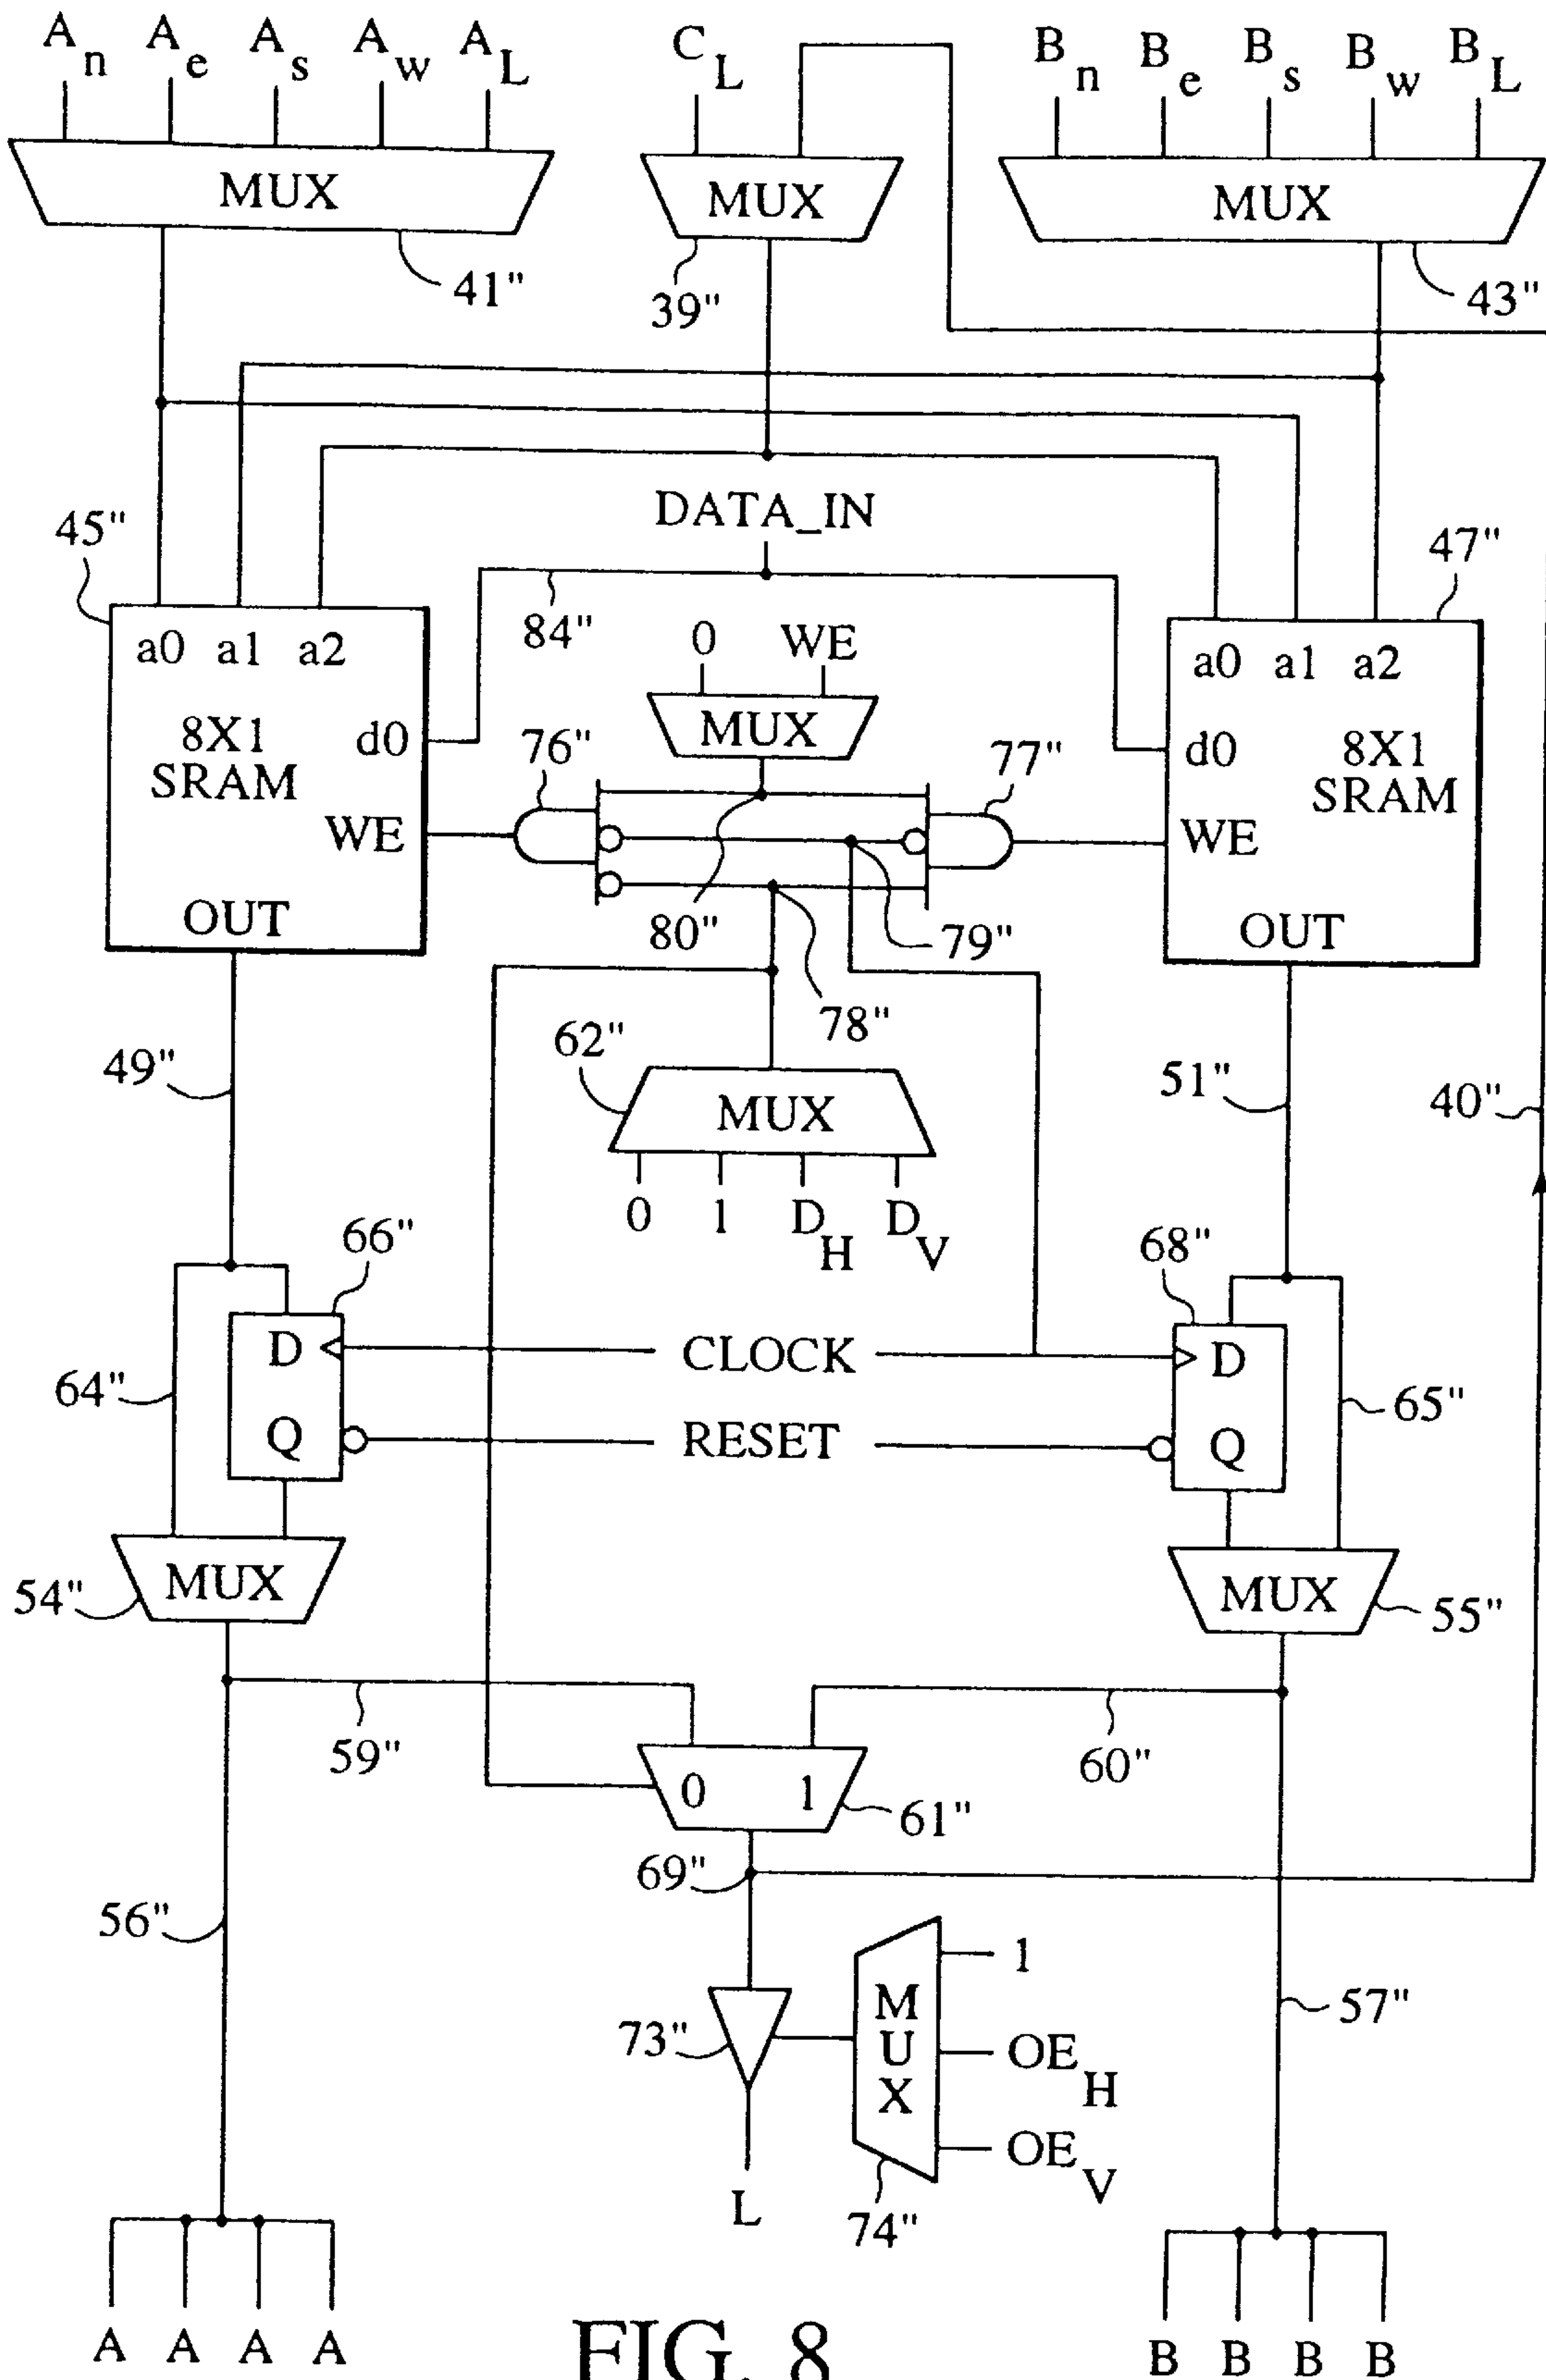 An Ae As Aw AL CL Bn Be Bs Bw BL
MUX MUX MUX
41" 39" 43"
DATA_IN
45" 47"
84"
a0 a1 a2 0 WE a0 a1 a2
8X1 SRAM d0 MUX d0 8X1 SRAM
76" 77"
WE WE
OUT 80" 79" OUT
78"
62"
49" 51" 40"
MUX
0 1 DH DV
66" 68"
D CLOCK D
64" 65"
Q RESET Q
MUX MUX
54" 55"
59" 60"
0 1
61"
69"
56"
1
MUX
73" OEH 57"
OEV
L 74"
A A A A B B B B
FIG. 8